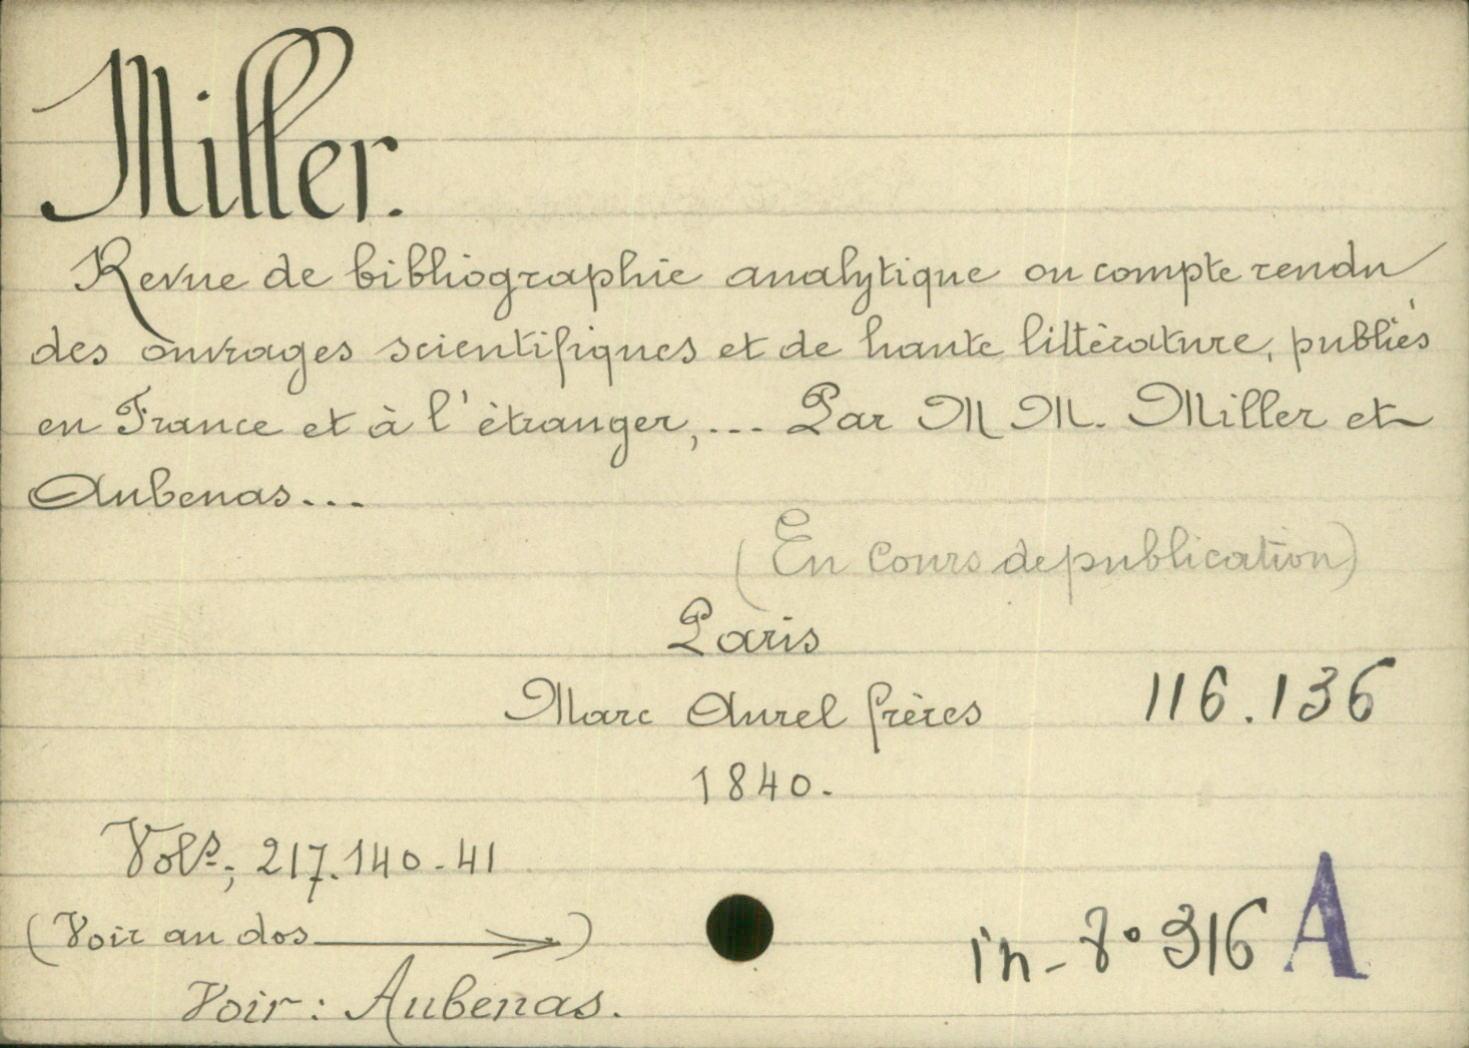 Miller.
Revue de bibliographie analytique ou compte rendu
des ouvrages scientifiques et de haute littérature, publiés
en France et à l'étranger,... Par MM. Miller et
Aubenas...
(En Cours de publication)
Paris
Marc Aurel frères 116.136
1840.
Vols; 217.140-41
(Voir au dos →)
in-8° 316 A
Voir: Aubenas.